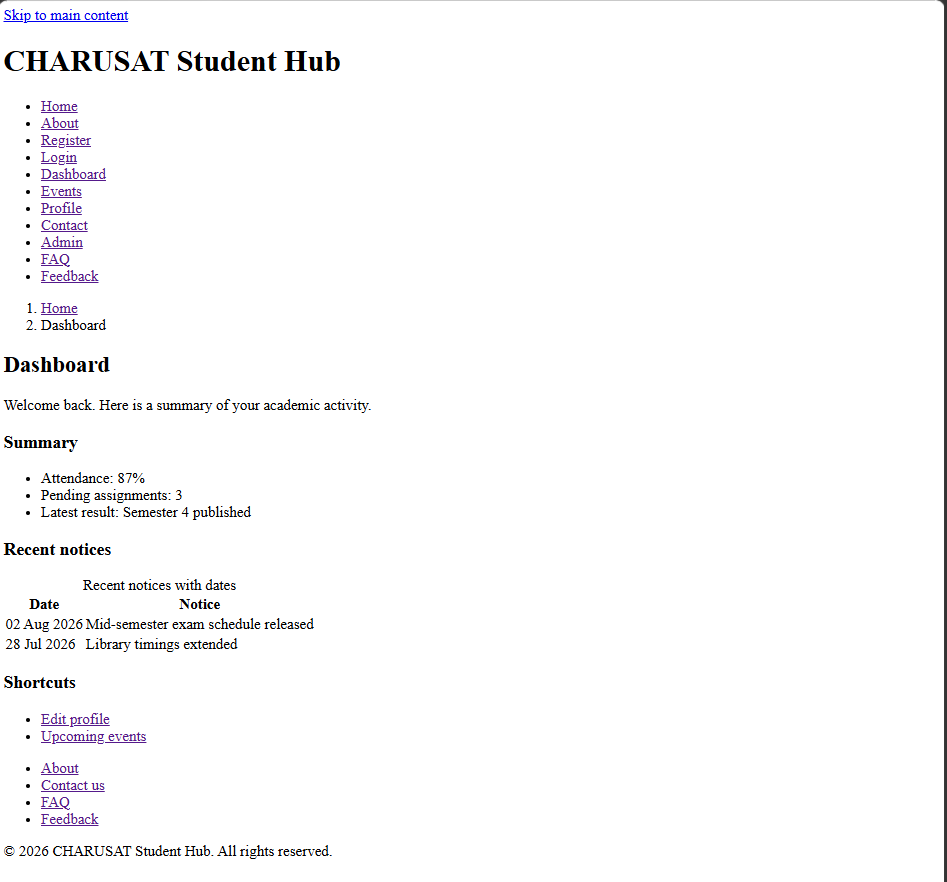 Skip to main content
CHARUSAT Student Hub
Home
About
Register
Login
Dashboard
Events
Profile
Contact
Admin
FAQ
Feedback
1. Home
2. Dashboard
Dashboard
Welcome back. Here is a summary of your academic activity.
Summary
Attendance: 87%
Pending assignments: 3
Latest result: Semester 4 published
Recent notices
Recent notices with dates
Date Notice
02 Aug 2026 Mid-semester exam schedule released
28 Jul 2026 Library timings extended
Shortcuts
Edit profile
Upcoming events
About
Contact us
FAQ
Feedback
© 2026 CHARUSAT Student Hub. All rights reserved.